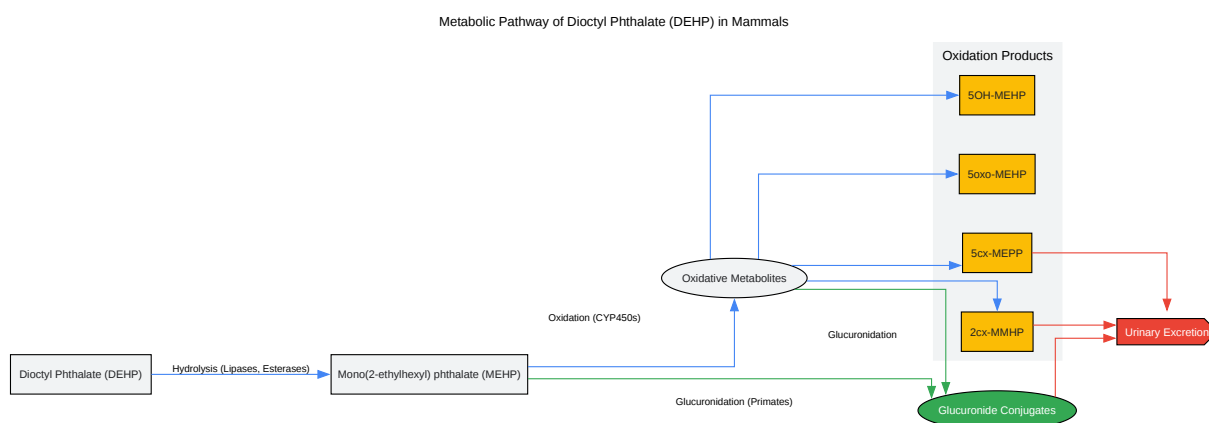 Metabolic Pathway of Dioctyl Phthalate (DEHP) in Mammals
Oxidation Products
5OH-MEHP
5oxo-MEHP
5cx-MEPP
Oxidative Metabolites
Oxidation (CYP450s)
Glucuronidation
2cx-MMHP
Urinary Excretion
Dioctyl Phthalate (DEHP)
Hydrolysis (Lipases, Esterases)
Mono(2-ethylhexyl) phthalate (MEHP)
Glucuronidation (Primates)
Glucuronide Conjugates